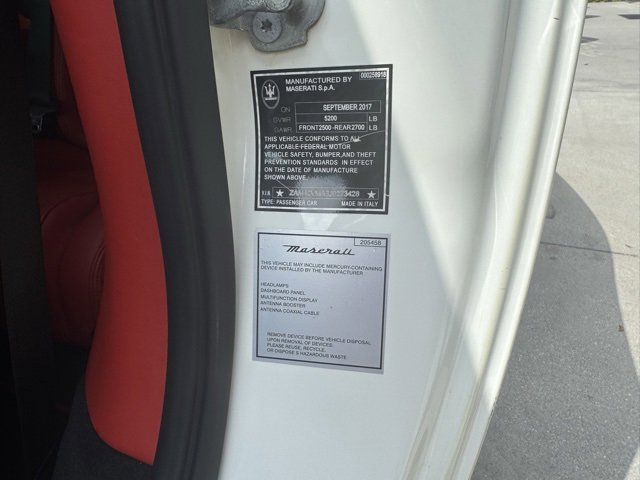 000258918
MANUFACTURED BY
MASERATI S.p.A.
ON SEPTEMBER 2017
GVWR 5200 LB
GAWR FRONT2500-REAR2700 LB
THIS VEHICLE CONFORMS TO ALL
APPLICABLE FEDERAL MOTOR
VEHICLE SAFETY, BUMPER, AND THEFT
PREVENTION STANDARDS IN EFFECT
ON THE DATE OF MANUFACTURE
SHOWN ABOVE
TYPE: PASSENGER CAR MADE IN ITALY
205458
Maserati
THIS VEHICLE MAY INCLUDE MERCURY-CONTAINING
DEVICE INSTALLED BY THE MANUFACTURER
HEADLAMPS
DASHBOARD PANEL
MULTIFUNCTION DISPLAY
ANTENNA BOOSTER
ANTENNA COAXIAL CABLE
REMOVE DEVICE BEFORE VEHICLE DISPOSAL
UPON REMOVAL OF DEVICES:
PLEASE REUSE, RECYCLE
OR DISPOSE S HAZARDOUS WASTE